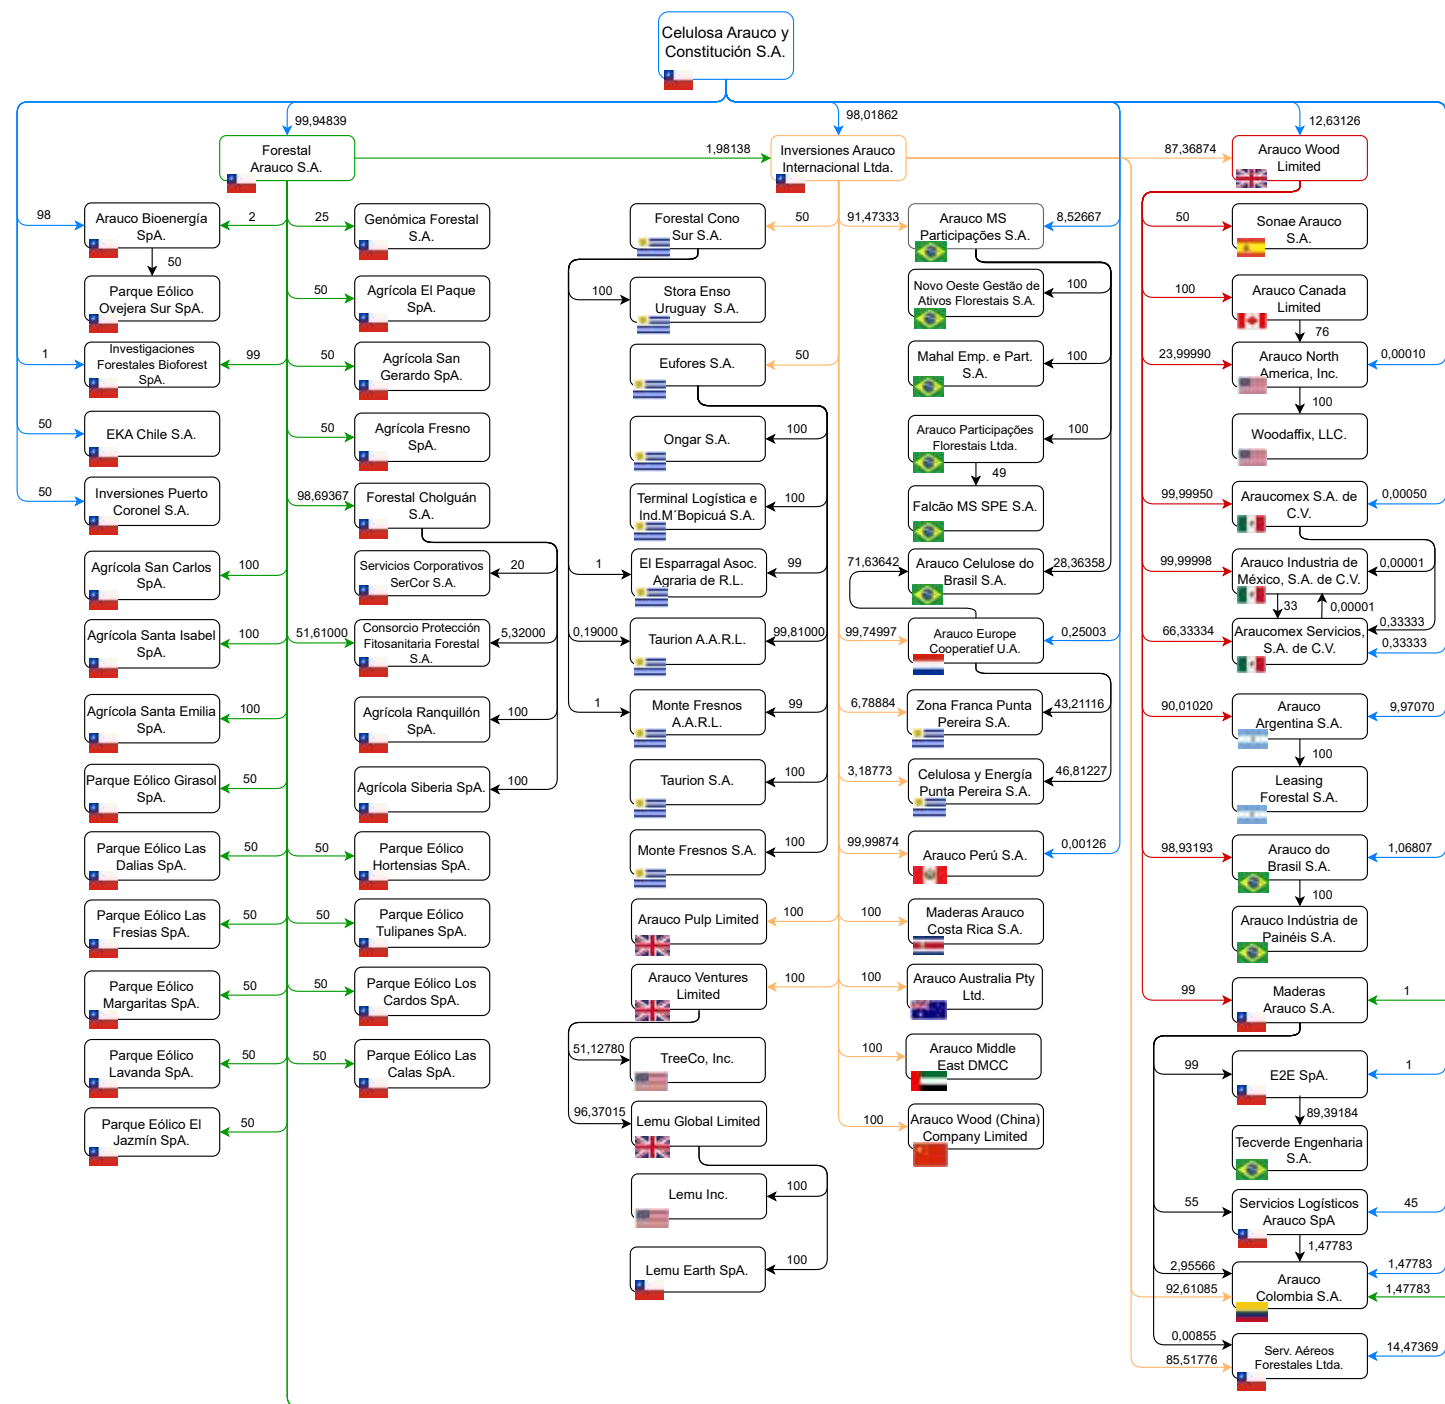 Celulosa Arauco y
Constitución S.A.
99,94839
98,01862
12,63126
Forestal
Arauco S.A.
1,98138
Inversiones Arauco
Internacional Ltda.
87,36874
Arauco Wood
Limited
98
Arauco Bioenergía
SpA.
2
25
Genómica Forestal
S.A.
Forestal Cono
Sur S.A.
50
91,47333
Arauco MS
Participações S.A.
8,52667
50
Sonae Arauco
S.A.
50
Parque Eólico
Ovejera Sur SpA.
50
Agrícola El Paque
SpA.
100
Stora Enso
Uruguay S.A.
Novo Oeste Gestão de
Ativos Florestais S.A.
100
100
Arauco Canada
Limited
76
1
Investigaciones
Forestales Bioforest
SpA.
99
50
Agrícola San
Gerardo SpA.
Eufores S.A.
50
Mahal Emp. e Part.
S.A.
100
23,99990
Arauco North
America, Inc.
0,00010
100
50
EKA Chile S.A.
50
Agrícola Fresno
SpA.
Ongar S.A.
100
Arauco Participações
Florestais Ltda.
100
49
Woodaffix, LLC.
50
Inversiones Puerto
Coronel S.A.
98,69367
Forestal Cholguán
S.A.
Terminal Logística e
Ind.M´Bopicuá S.A.
100
Falcão MS SPE S.A.
99,99950
Araucomex S.A. de
C.V.
0,00050
Agrícola San Carlos
SpA.
100
Servicios Corporativos
SerCor S.A.
20
1
El Esparragal Asoc.
Agraria de R.L.
99
71,63642
Arauco Celulose do
Brasil S.A.
28,36358
99,99998
Arauco Industria de
México, S.A. de C.V.
0,00001
33
0,00001
Agrícola Santa Isabel
SpA.
100
51,61000
Consorcio Protección
Fitosanitaria Forestal
S.A.
5,32000
0,19000
Taurion A.A.R.L.
99,81000
99,74997
Arauco Europe
Cooperatief U.A.
0,25003
66,33334
Araucomex Servicios,
S.A. de C.V.
0,33333
0,33333
Agrícola Santa Emilia
SpA.
100
Agrícola Ranquillón
SpA.
100
1
Monte Fresnos
A.A.R.L.
99
6,78884
Zona Franca Punta
Pereira S.A.
43,21116
90,01020
Arauco
Argentina S.A.
9,97070
100
Parque Eólico Girasol
SpA.
50
Agrícola Siberia SpA.
100
Taurion S.A.
100
3,18773
Celulosa y Energía
Punta Pereira S.A.
46,81227
Leasing
Forestal S.A.
Parque Eólico Las
Dalias SpA.
50
50
Parque Eólico
Hortensias SpA.
Monte Fresnos S.A.
100
99,99874
Arauco Perú S.A.
0,00126
98,93193
Arauco do
Brasil S.A.
1,06807
100
Parque Eólico Las
Fresias SpA.
50
50
Parque Eólico
Tulipanes SpA.
Arauco Pulp Limited
100
100
Maderas Arauco
Costa Rica S.A.
Arauco Indústria de
Painéis S.A.
Parque Eólico
Margaritas SpA.
50
50
Parque Eólico Los
Cardos SpA.
Arauco Ventures
Limited
100
100
Arauco Australia Pty
Ltd.
99
Maderas
Arauco S.A.
1
Parque Eólico
Lavanda SpA.
50
50
Parque Eólico Las
Calas SpA.
51,12780
TreeCo, Inc.
100
Arauco Middle
East DMCC
99
E2E SpA.
1
89,39184
Parque Eólico El
Jazmín SpA.
50
96,37015
Lemu Global Limited
100
Arauco Wood (China)
Company Limited
Tecverde Engenharia
S.A.
Lemu Inc.
100
55
Servicios Logísticos
Arauco SpA
45
1,47783
Lemu Earth SpA.
100
2,95566
92,61085
Arauco
Colombia S.A.
1,47783
1,47783
0,00855
85,51776
Serv. Aéreos
Forestales Ltda.
14,47369